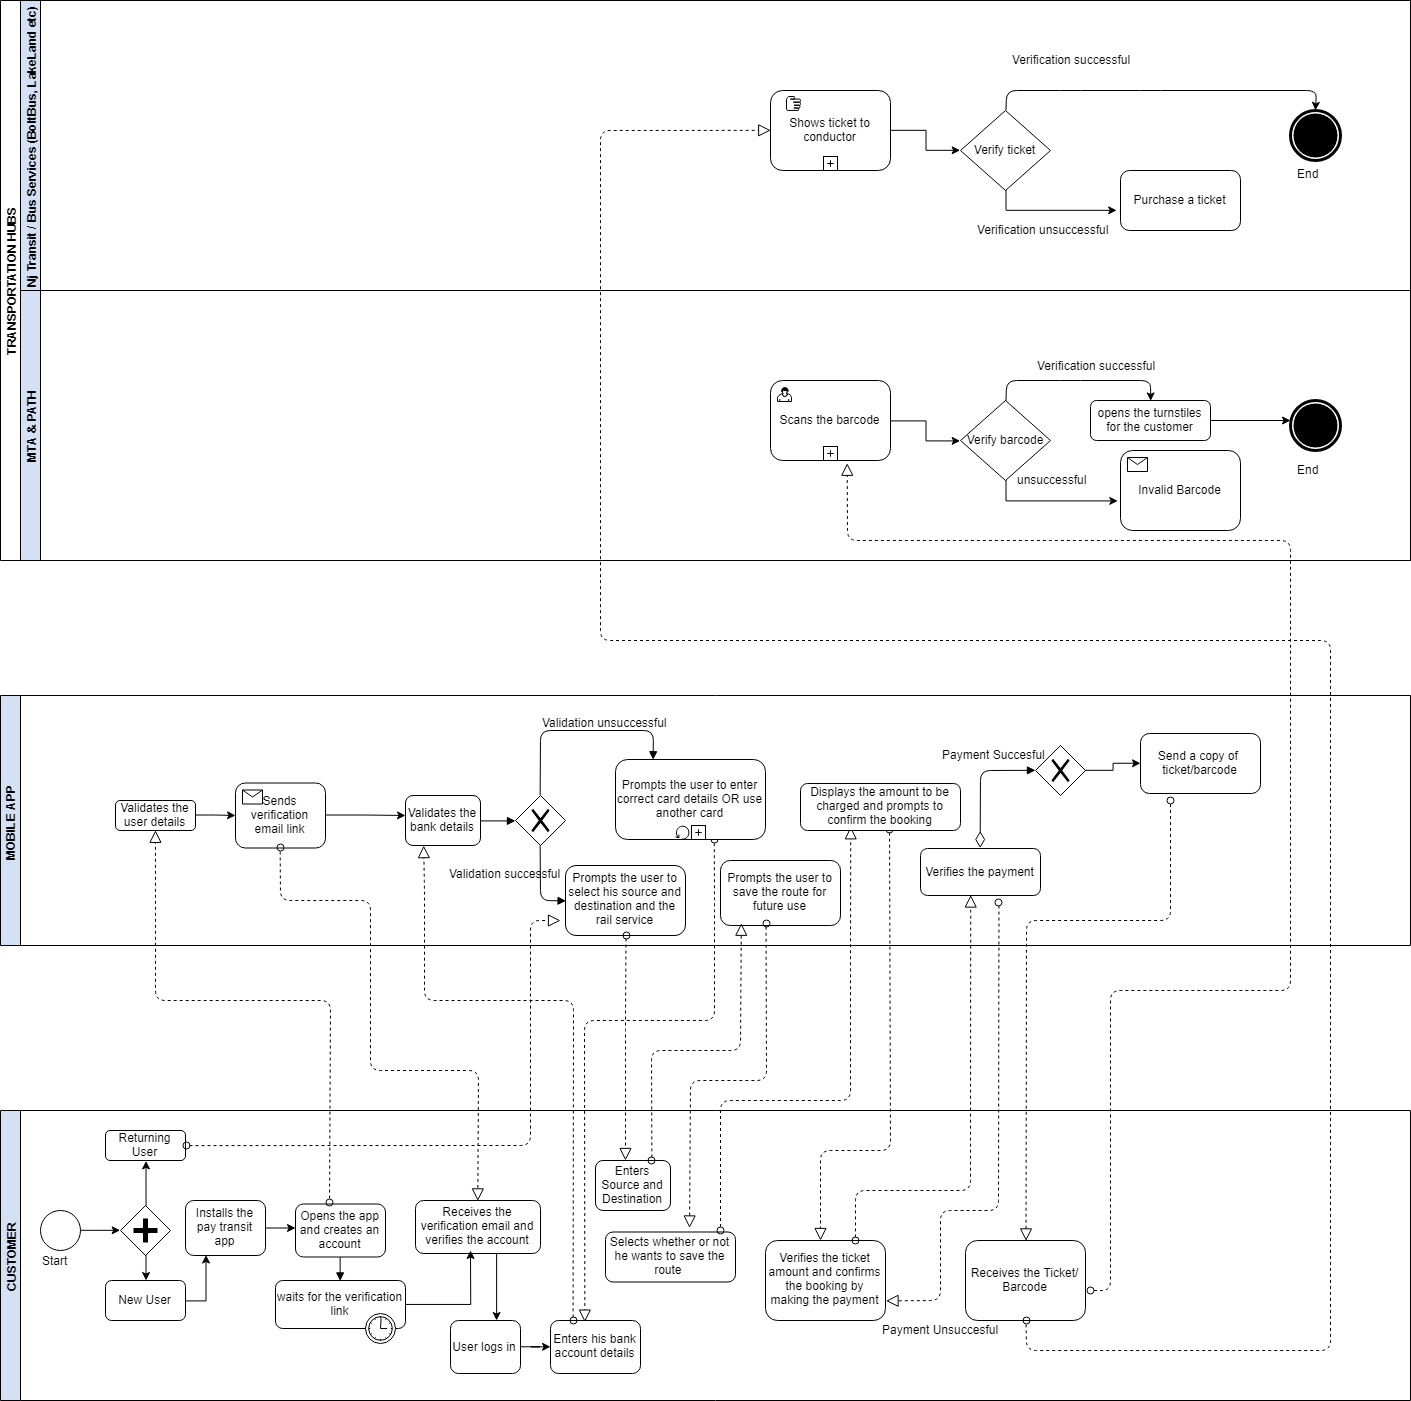 TRANSPORTATION HUBS
Nj Transit / Bus Services (BoltBus, LakeLand etc)
Verification successful
Shows ticket to
conductor
Verify ticket
End
Purchase a ticket
Verification unsuccessful
MTA & PATH
Verification successful
Scans the barcode
Verify barcode
opens the turnstiles
for the customer
End
unsuccessful
Invalid Barcode
MOBILE APP
Validates the
user details
Sends
verification
email link
Validates the
bank details
Validation unsuccessful
Prompts the user to enter
correct card details OR use
another card
Validation successful
Prompts the user to
select his source and
destination and the
rail service
Prompts the user to
save the route for
future use
Displays the amount to be
charged and prompts to
confirm the booking
Payment Succesful
Verifies the payment
Send a copy of
ticket/barcode
CUSTOMER
Start
Returning
User
New User
Installs the
pay transit
app
Opens the app
and creates an
account
waits for the verification
link
Receives the
verification email and
verifies the account
User logs in
Enters his bank
account details
Enters
Source and
Destination
Selects whether or not
he wants to save the
route
Verifies the ticket
amount and confirms
the booking by
making the payment
Payment Unsuccesful
Receives the Ticket/
Barcode